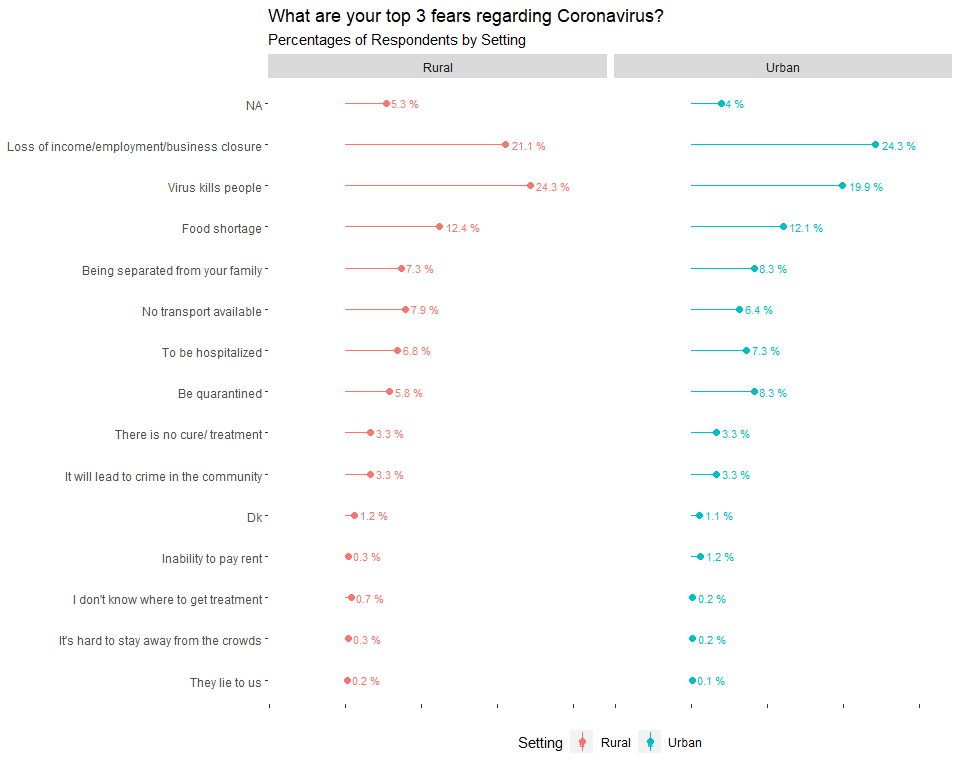 What are your top 3 fears regarding Coronavirus?
Percentages of Respondents by Setting
Rural Urban
NA 5.3 % 4 %
Loss of income/employment/business closure 21.1 % 24.3 %
Virus kills people 24.3 % 19.9 %
Food shortage 12.4 % 12.1 %
Being separated from your family 7.3 % 8.3 %
No transport available 7.9 % 6.4 %
To be hospitalized 6.8 % 7.3 %
Be quarantined 5.8 % 8.3 %
There is no cure/ treatment 3.3 % 3.3 %
It will lead to crime in the community 3.3 % 3.3 %
Dk 1.2 % 1.1 %
Inability to pay rent 0.3 % 1.2 %
I don't know where to get treatment 0.7 % 0.2 %
It's hard to stay away from the crowds 0.3 % 0.2 %
They lie to us 0.2 % 0.1 %
Setting Rural Urban